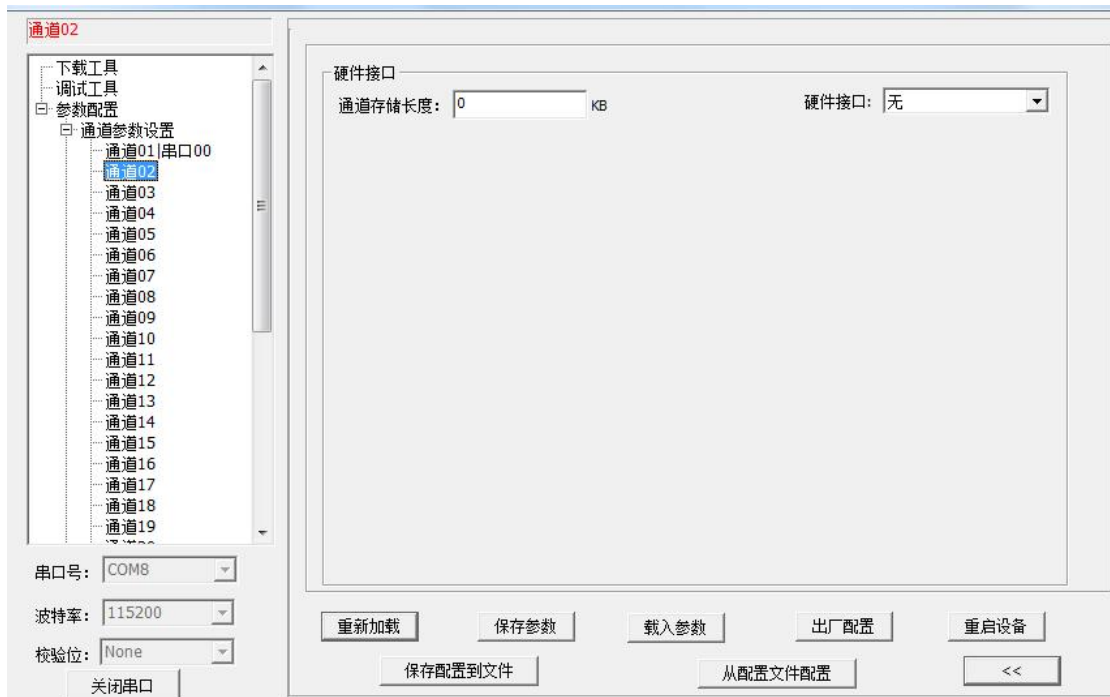 通道02
下载工具
调试工具
参数配置
通道参数设置
通道01|串口00
通道02
通道03
通道04
通道05
通道06
通道07
通道08
通道09
通道10
通道11
通道12
通道13
通道14
通道15
通道16
通道17
通道18
通道19
串口号： COM8
波特率： 115200
校验位： None
关闭串口
硬件接口
通道存储长度： 0 KB 硬件接口： 无
重新加载 保存参数 载入参数 出厂配置 重启设备
保存配置到文件 从配置文件配置 <<